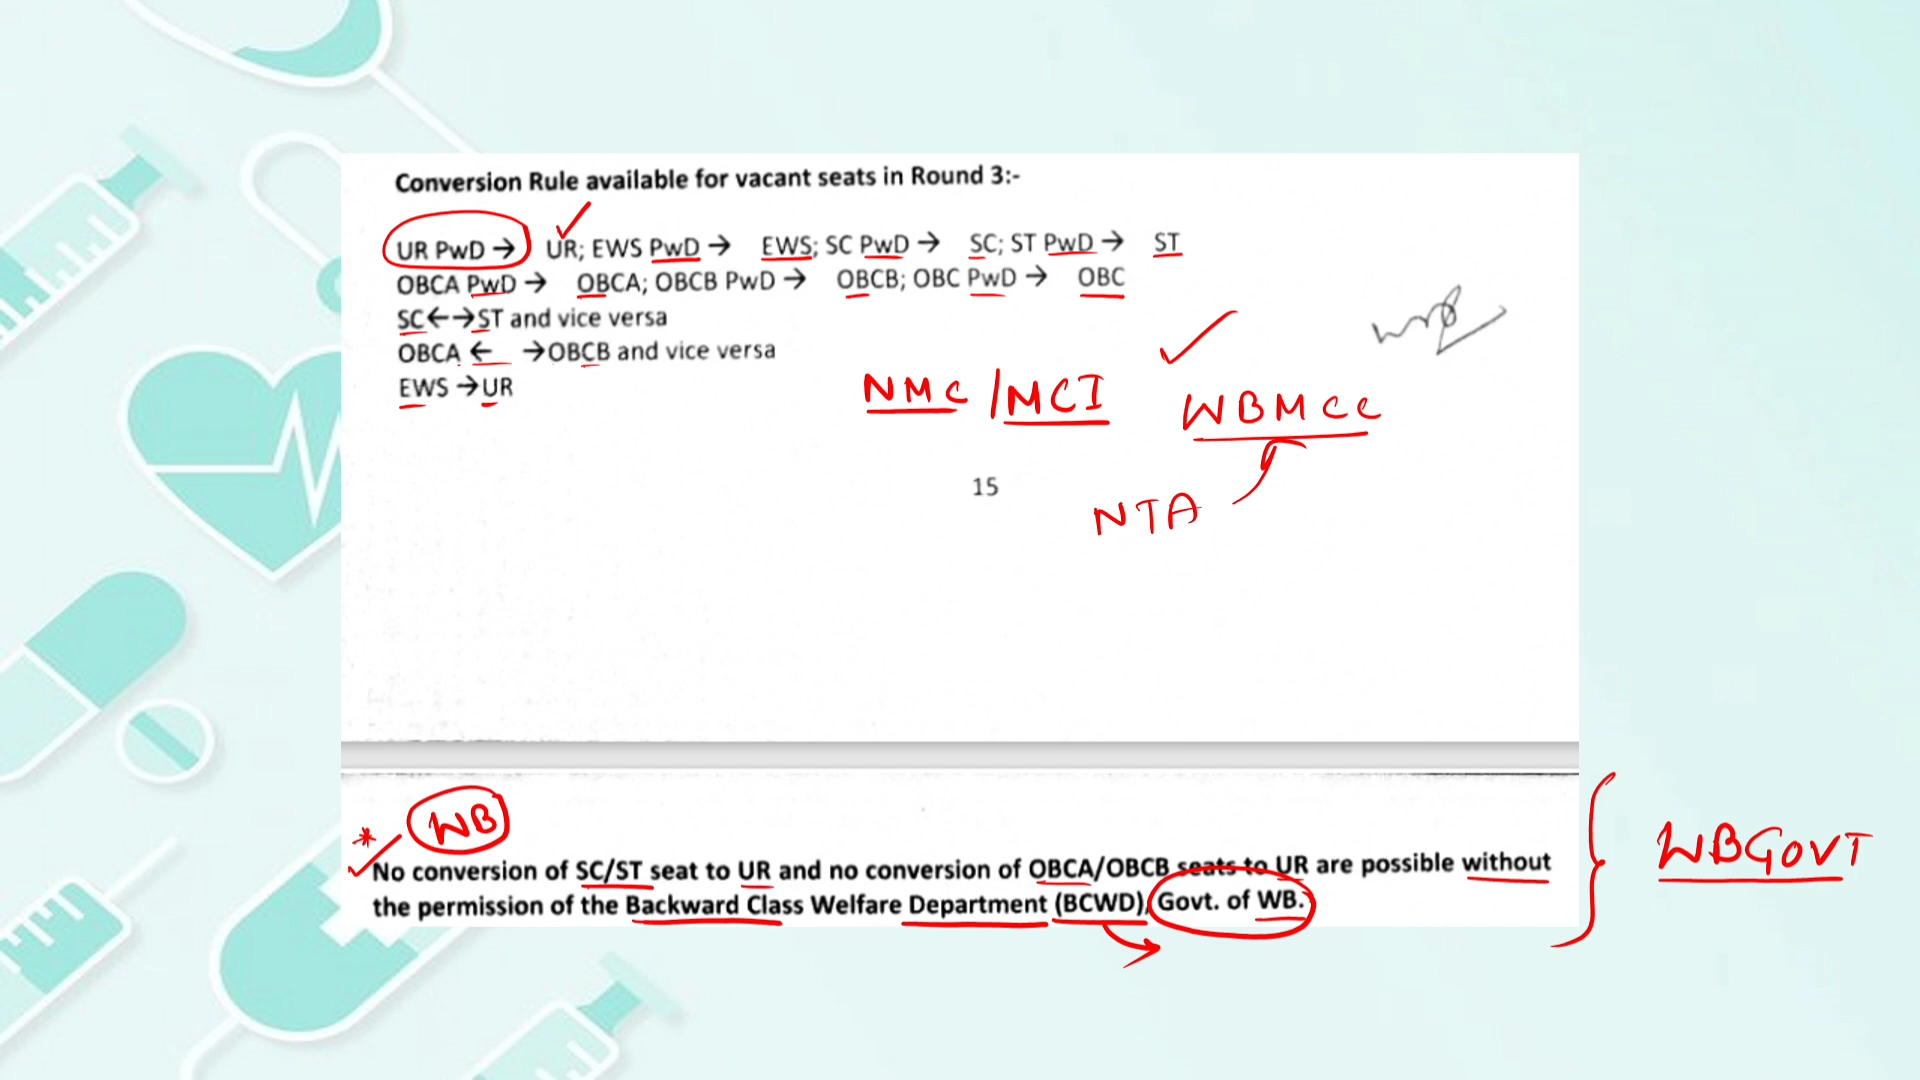 Conversion Rule available for vacant seats in Round 3:-
UR PwD → UR; EWS PwD → EWS; SC PwD → SC; ST PwD → ST
OBCA PwD → OBCA; OBCB PwD → OBCB; OBC PwD → OBC
SC←→ST and vice versa
OBCA ← →OBCB and vice versa
EWS →UR
NMC /MCI WBMCC
15
NTA
* WB
No conversion of SC/ST seat to UR and no conversion of OBCA/OBCB seats to UR are possible without
the permission of the Backward Class Welfare Department (BCWD), Govt. of WB.
WBGOVT